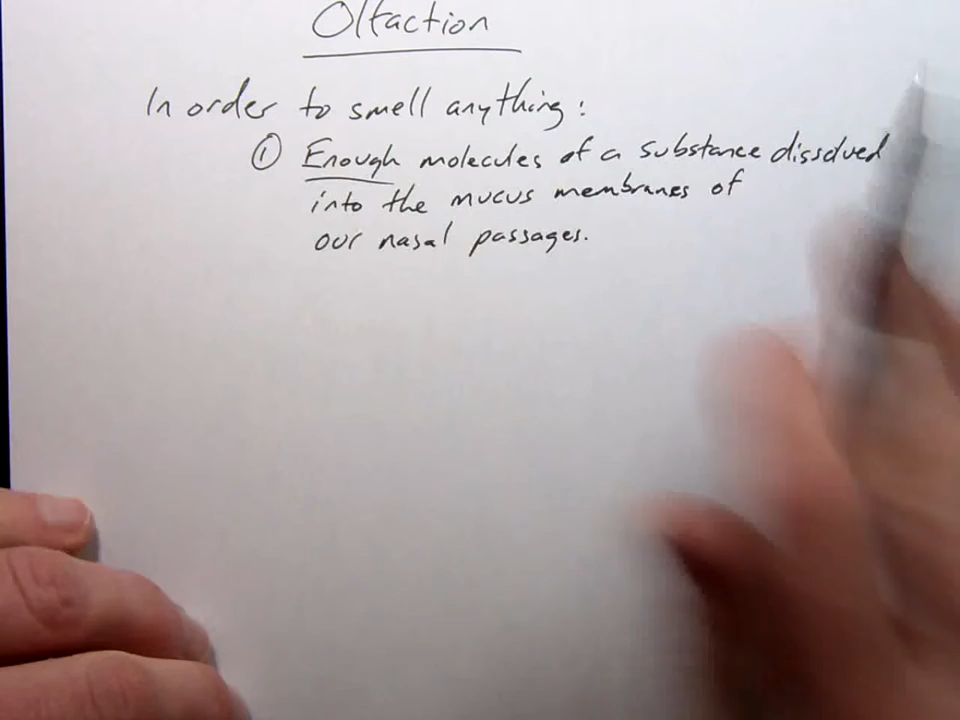 Olfaction
In order to smell anything:
① Enough molecules of a substance dissolved
into the mucus membranes of
our nasal passages.